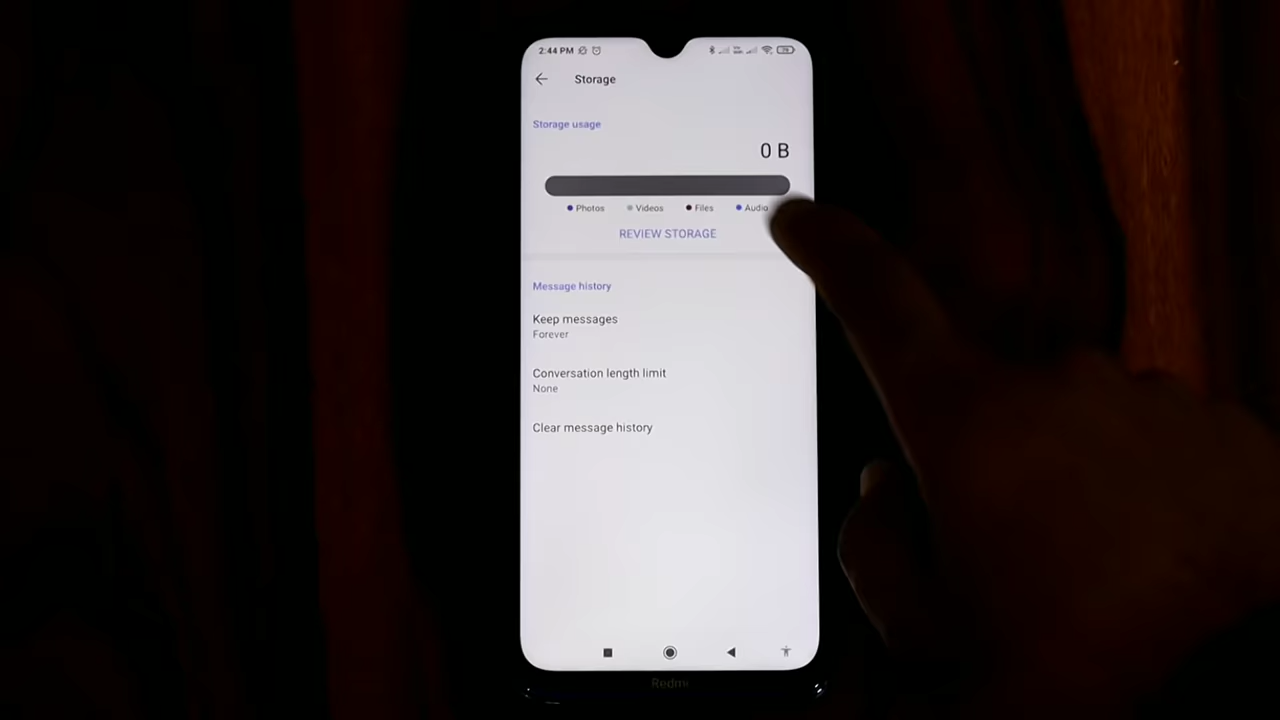 2:44 PM
Storage
Storage usage
0 B
Photos Videos Files Audio
REVIEW STORAGE
Message history
Keep messages
Forever
Conversation length limit
None
Clear message history
Redmi